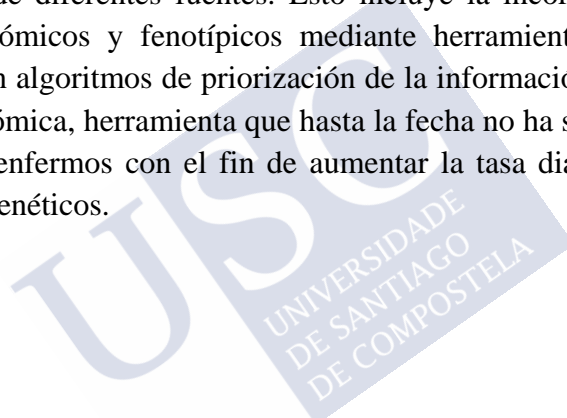 de diferentes fuentes. Esto incluye la incor
ómicos y fenotípicos mediante herramient
n algoritmos de priorización de la informació
ómica, herramienta que hasta la fecha no ha s
enfermos con el fin de aumentar la tasa dia
enéticos.
USC
UNIVERSIDADE
DE SANTIAGO
DE COMPOSTELA